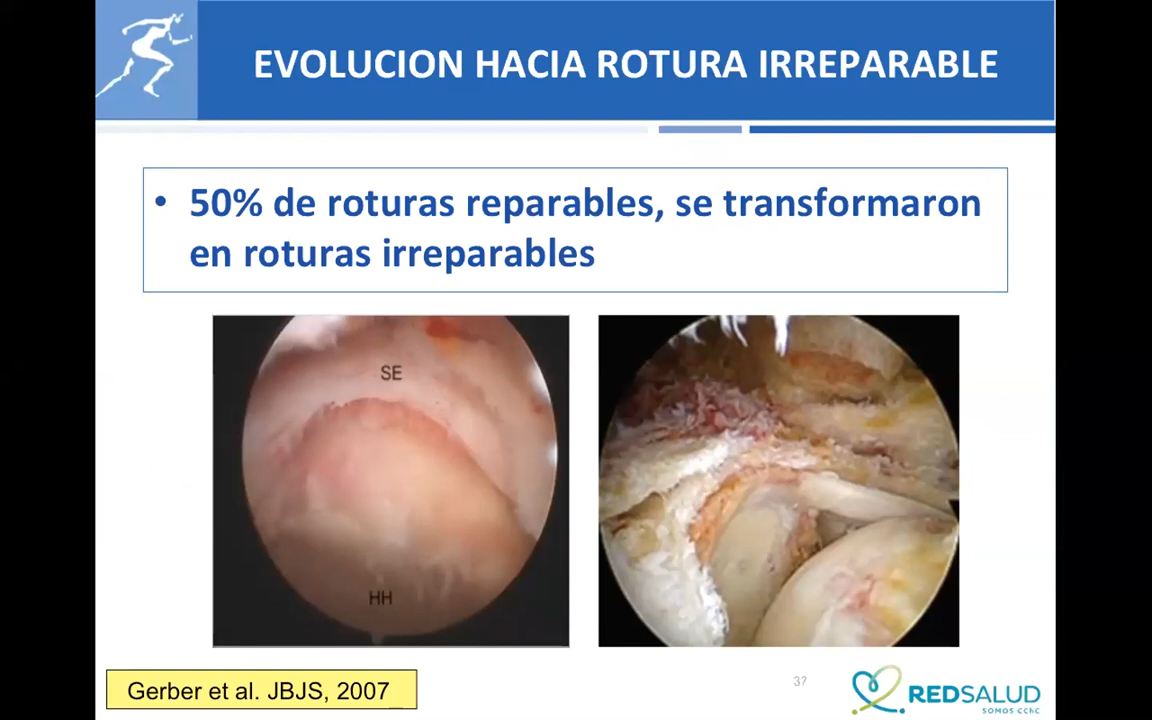 EVOLUCION HACIA ROTURA IRREPARABLE
• 50% de roturas reparables, se transformaron
en roturas irreparables
SE
HH
Gerber et al. JBJS, 2007
37
REDSALUD
SOMOS CChC